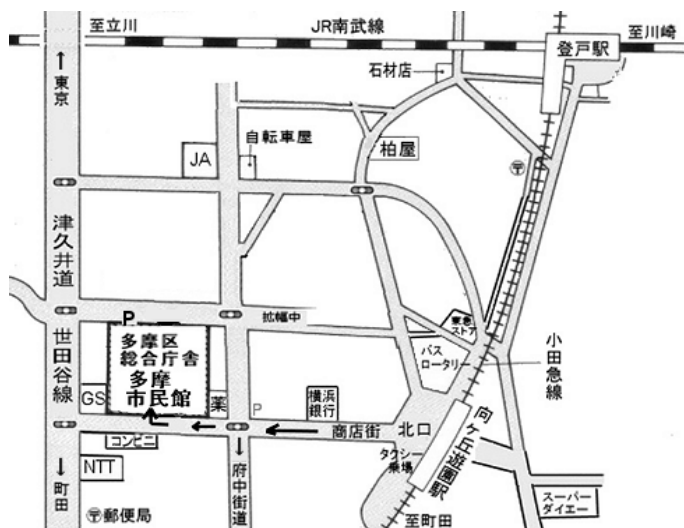 至立川
JR南武線
至川崎
登戸駅
東京
石材店
自転車屋
JA
柏屋
〒
津久井道
P
拡幅中
東急
ストア
多摩区
総合庁舎
多摩
市民館
バス
ロータリー
小田急線
世田谷線
GS
薬
P
横浜
銀行
商店街
北口
向ヶ丘遊園駅
コンビニ
タクシー
乗場
NTT
町田
府中街道
スーパー
ダイエー
〒郵便局
至町田